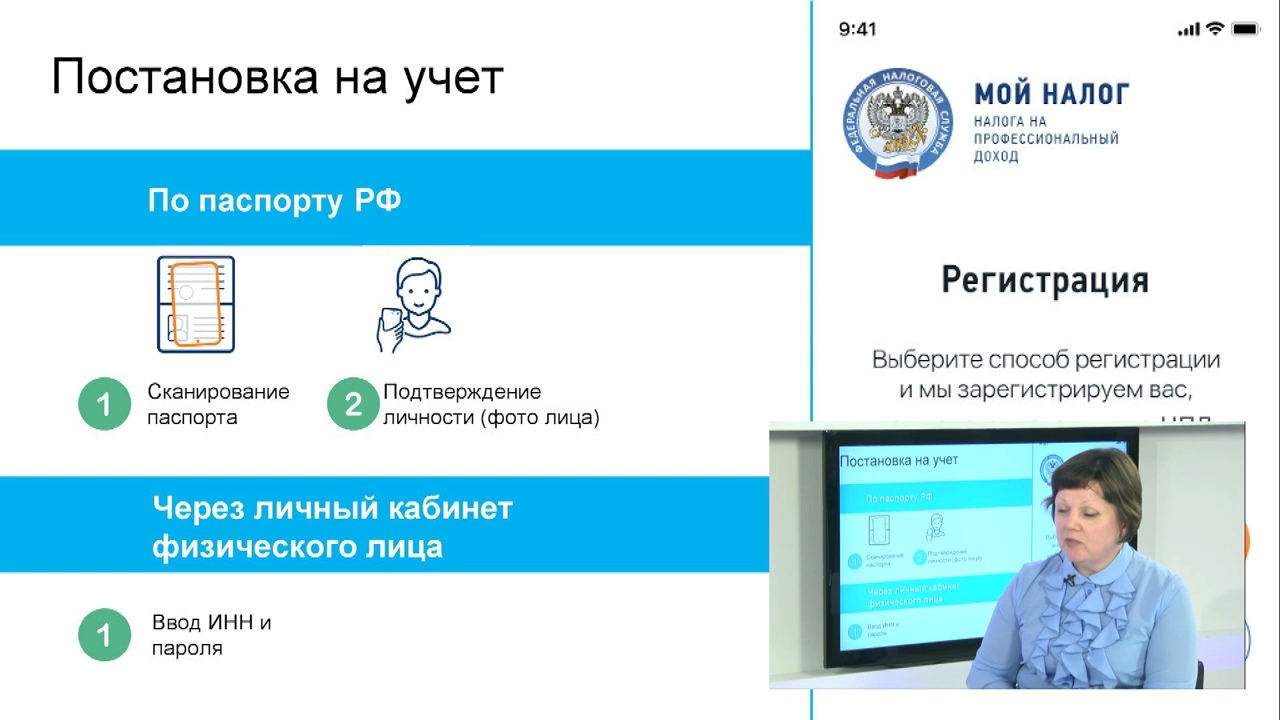 Постановка на учет
По паспорту РФ
1
Сканирование
паспорта
2
Подтверждение
личности (фото лица)
Через личный кабинет
физического лица
1
Ввод ИНН и
пароля
9:41
ФЕДЕРАЛЬНАЯ НАЛОГОВАЯ СЛУЖБА
МОЙ НАЛОГ
НАЛОГА НА
ПРОФЕССИОНАЛЬНЫЙ
ДОХОД
Регистрация
Выберите способ регистрации
и мы зарегистрируем вас,
Постановка на учет
По паспорту РФ
1
Сканирование
паспорта
2
Подтверждение
личности (фото лица)
Через личный кабинет
физического лица
1
Ввод ИНН и
пароля